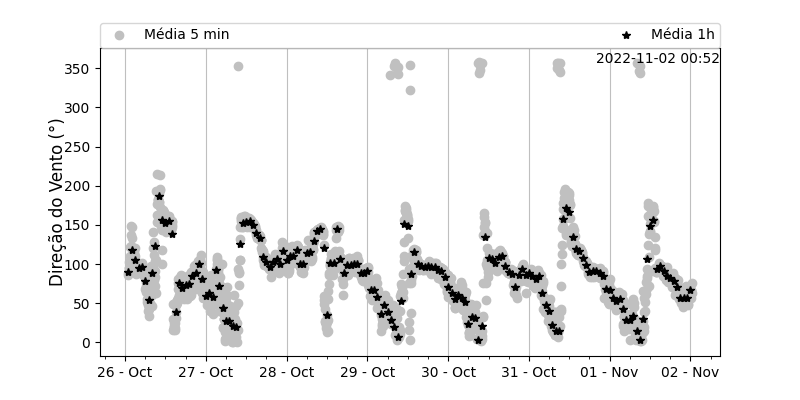 Média 5 min
Média 1h
2022-11-02 00:52
Direção do Vento (°)
350
300
250
200
150
100
50
0
26 - Oct
27 - Oct
28 - Oct
29 - Oct
30 - Oct
31 - Oct
01 - Nov
02 - Nov